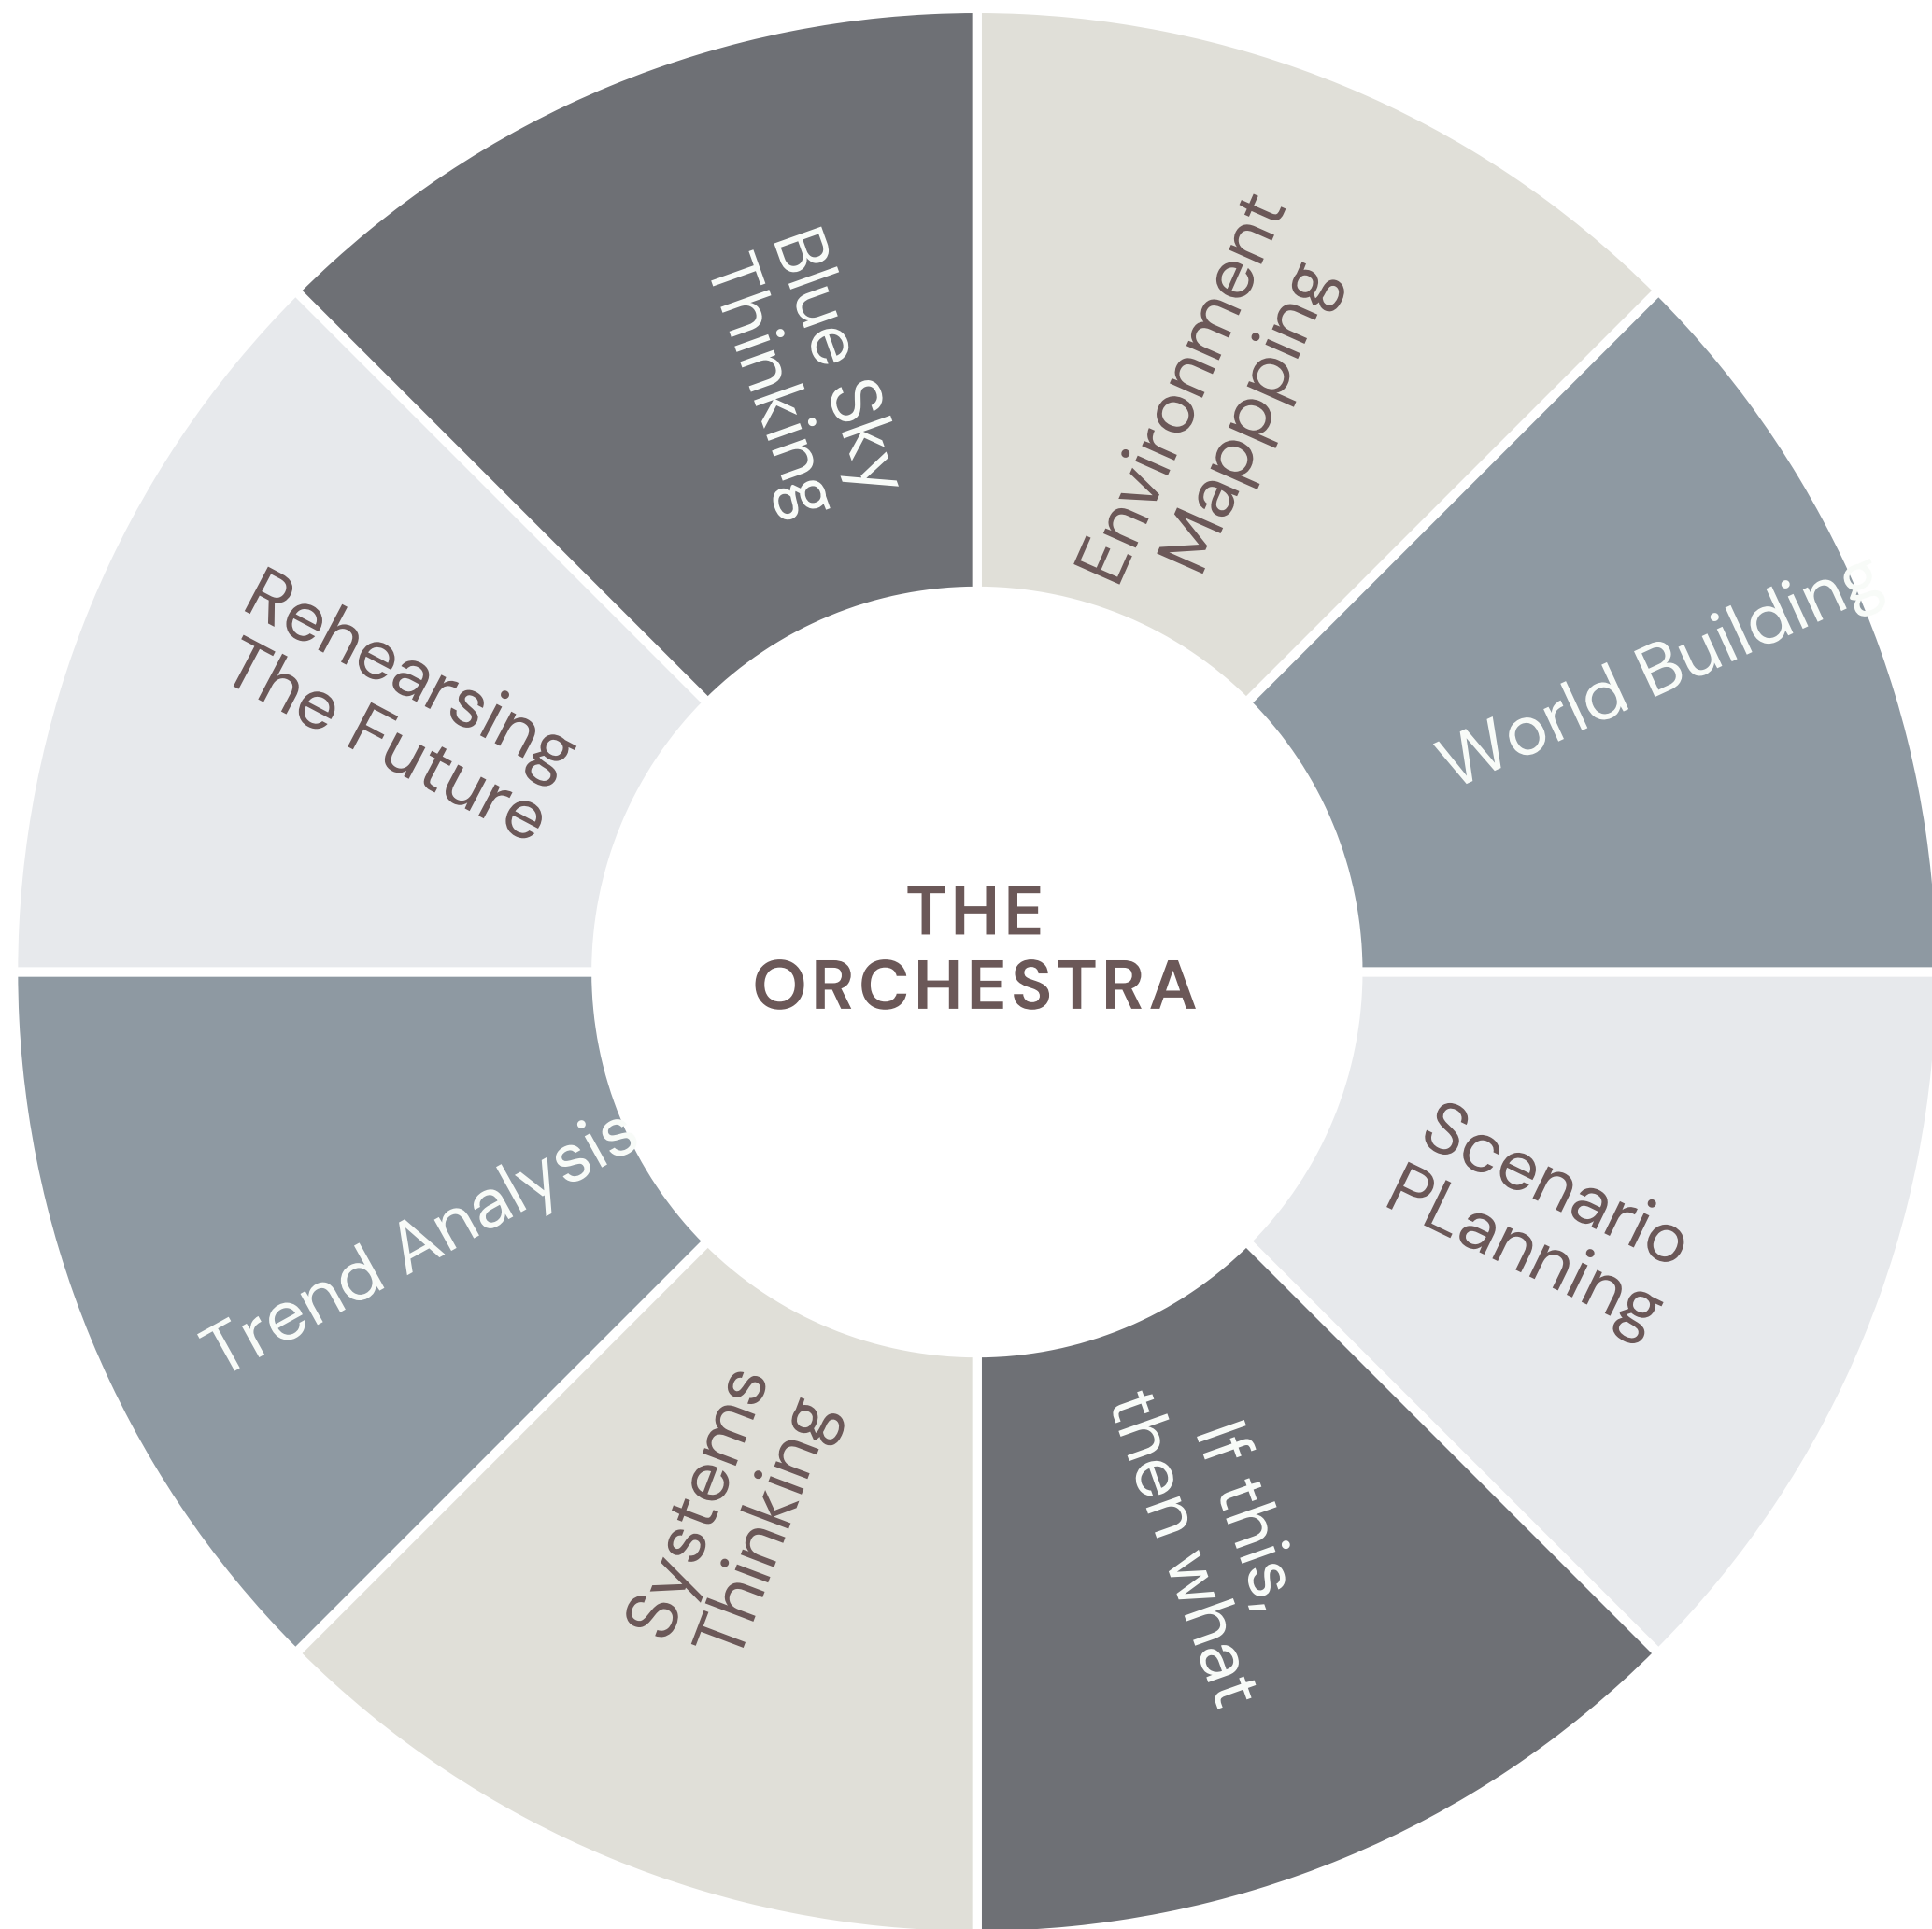 Blue Sky
Thinking
Environment
Mapping
World Building
Scenario
PLanning
If this,
then what
Systems
Thinking
Trend Analysis
Rehearsing
The Future
THE
ORCHESTRA